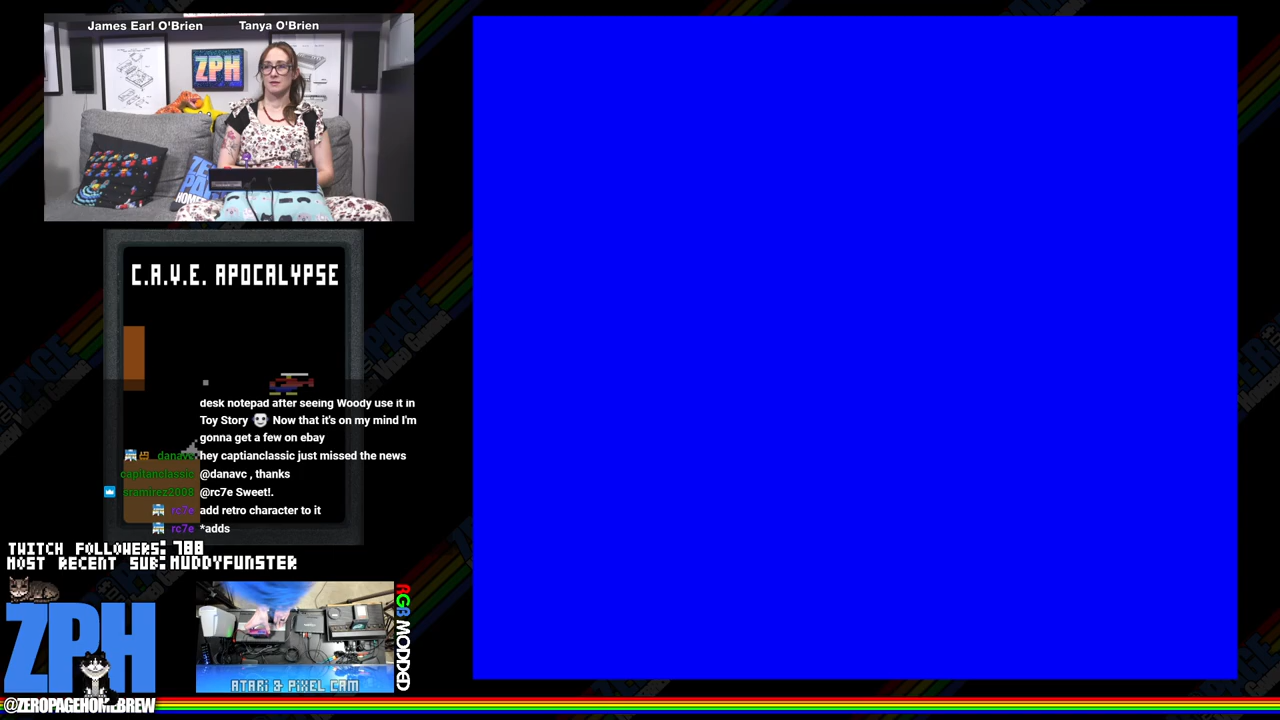 James Earl O'Brien
Tanya O'Brien
ZPH
C.A.V.E. APOCALYPSE
desk notepad after seeing Woody use it in
Toy Story 💀 Now that it's on my mind I'm
gonna get a few on ebay
danavc hey captianclassic just missed the news
capitanclassic @danavc , thanks
sramirez2008 @rc7e Sweet!.
rc7e add retro character to it
rc7e *adds
TWITCH FOLLOWERS: 788
MOST RECENT SUB: MUDDYFUNSTER
ZPH
@ZEROPAGEHOMEBREW
ATARI & PIXEL CAM
RGB MODDED